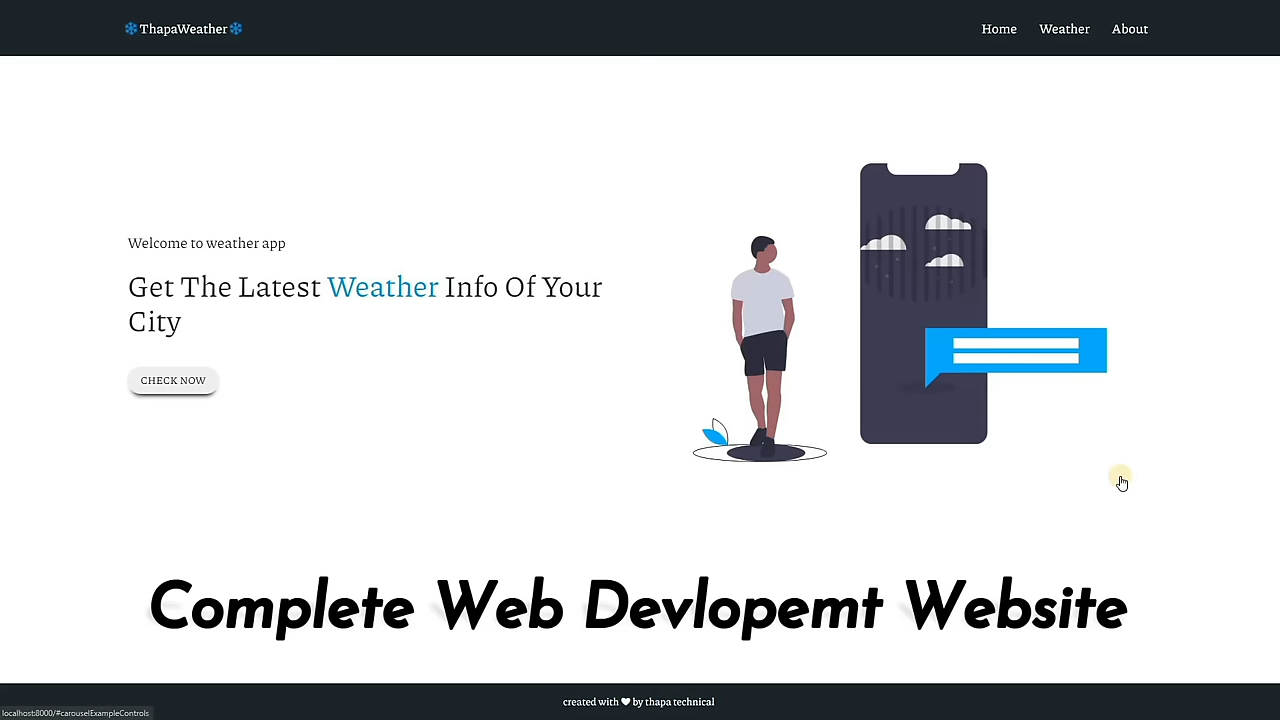 ❄️ThapaWeather❄️
Home Weather About
Welcome to weather app
Get The Latest Weather Info Of Your
City
CHECK NOW
Complete Web Devlopemt Website
created with ♥ by thapa technical
localhost:8000/#carouselExampleControls